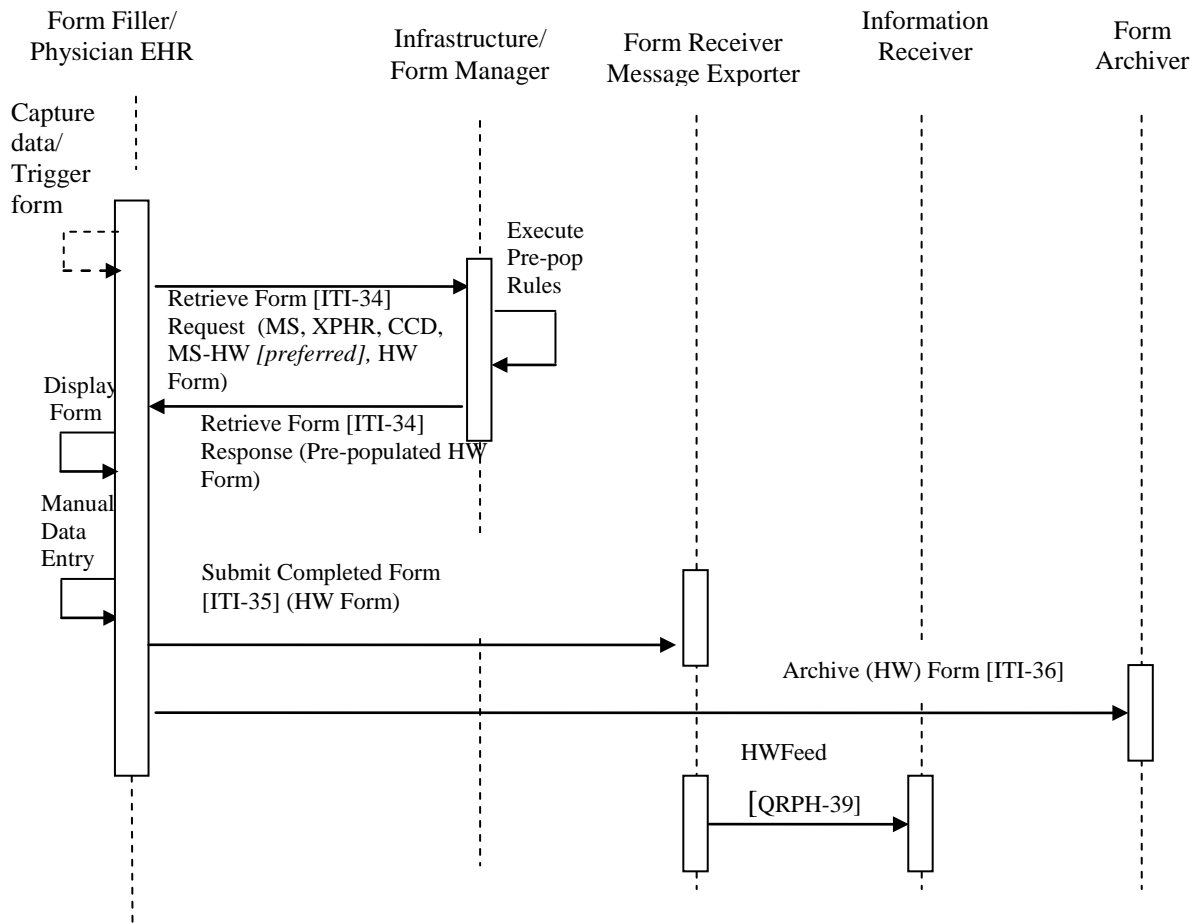 Form Filler/
Physician EHR
Infrastructure/
Form Manager
Form Receiver
Message Exporter
Information
Receiver
Form
Archiver
Capture
data/
Trigger
form
Execute
Pre-pop
Rules
Retrieve Form [ITI-34]
Request (MS, XPHR, CCD,
MS-HW [preferred], HW
Form)
Display
Form
Retrieve Form [ITI-34]
Response (Pre-populated HW
Form)
Manual
Data
Entry
Submit Completed Form
[ITI-35] (HW Form)
Archive (HW) Form [ITI-36]
HWFeed
[QRPH-39]